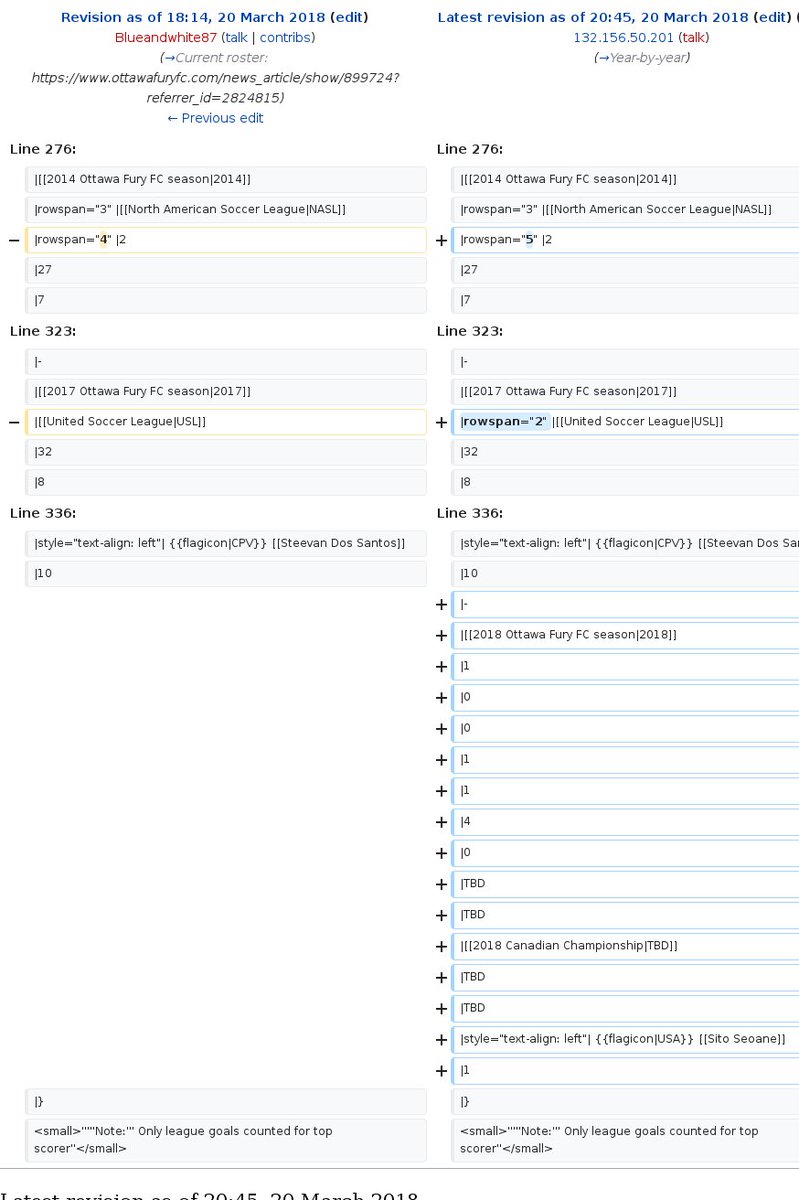 Revision as of 18:14, 20 March 2018 (edit)
Blueandwhite87 (talk | contribs)
(→Current roster:
https://www.ottawafuryfc.com/news_article/show/899724?
referrer_id=2824815)
← Previous edit
Latest revision as of 20:45, 20 March 2018 (edit) (
132.156.50.201 (talk)
(→Year-by-year)
Line 276:
Line 276:
|[[2014 Ottawa Fury FC season|2014]]
|[[2014 Ottawa Fury FC season|2014]]
|rowspan="3" |[[North American Soccer League|NASL]]
|rowspan="3" |[[North American Soccer League|NASL]]
− |rowspan="4" |2
+ |rowspan="5" |2
|27
|27
|7
|7
Line 323:
Line 323:
|-
|-
|[[2017 Ottawa Fury FC season|2017]]
|[[2017 Ottawa Fury FC season|2017]]
− |[[United Soccer League|USL]]
+ |rowspan="2" |[[United Soccer League|USL]]
|32
|32
|8
|8
Line 336:
Line 336:
|style="text-align: left"| {{flagicon|CPV}} [[Steevan Dos Santos]]
|style="text-align: left"| {{flagicon|CPV}} [[Steevan Dos Sa
|10
|10
+ |-
+ |[[2018 Ottawa Fury FC season|2018]]
+ |1
+ |0
+ |0
+ |1
+ |1
+ |4
+ |0
+ |TBD
+ |TBD
+ |[[2018 Canadian Championship|TBD]]
+ |TBD
+ |TBD
+ |style="text-align: left"| {{flagicon|USA}} [[Sito Seoane]]
+ |1
|}
|}
<small>''''''Note:''' Only league goals counted for top
scorer''</small>
<small>''''''Note:''' Only league goals counted for top
scorer''</small>
Latest revision as of 20:45, 20 March 2018